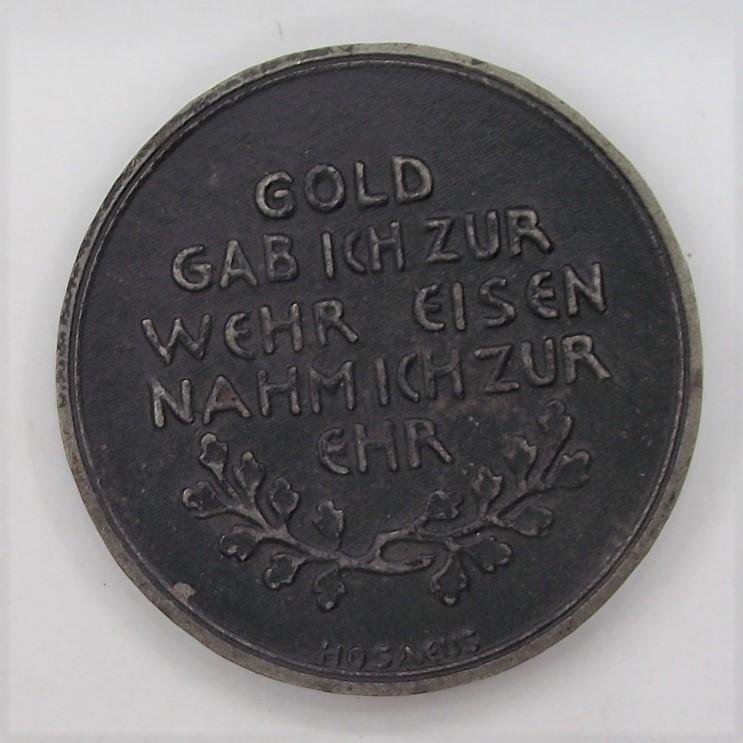 GOLD
GAB ICH ZUR
WEHR EISEN
NAHM ICH ZUR
EHR
HOSAEUS